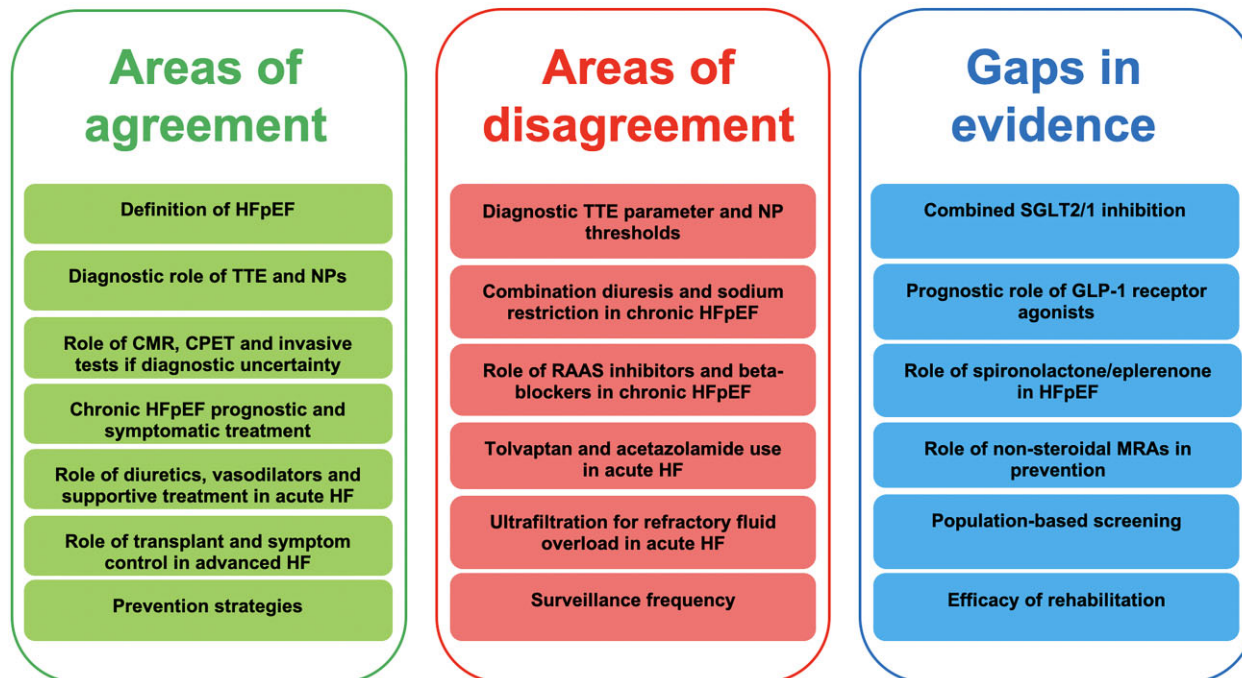 Areas of
agreement
Definition of HFpEF
Diagnostic role of TTE and NPs
Role of CMR, CPET and invasive
tests if diagnostic uncertainty
Chronic HFpEF prognostic and
symptomatic treatment
Role of diuretics, vasodilators and
supportive treatment in acute HF
Role of transplant and symptom
control in advanced HF
Prevention strategies
Areas of
disagreement
Diagnostic TTE parameter and NP
thresholds
Combination diuresis and sodium
restriction in chronic HFpEF
Role of RAAS inhibitors and beta-
blockers in chronic HFpEF
Tolvaptan and acetazolamide use
in acute HF
Ultrafiltration for refractory fluid
overload in acute HF
Surveillance frequency
Gaps in
evidence
Combined SGLT2/1 inhibition
Prognostic role of GLP-1 receptor
agonists
Role of spironolactone/eplerenone
in HFpEF
Role of non-steroidal MRAs in
prevention
Population-based screening
Efficacy of rehabilitation